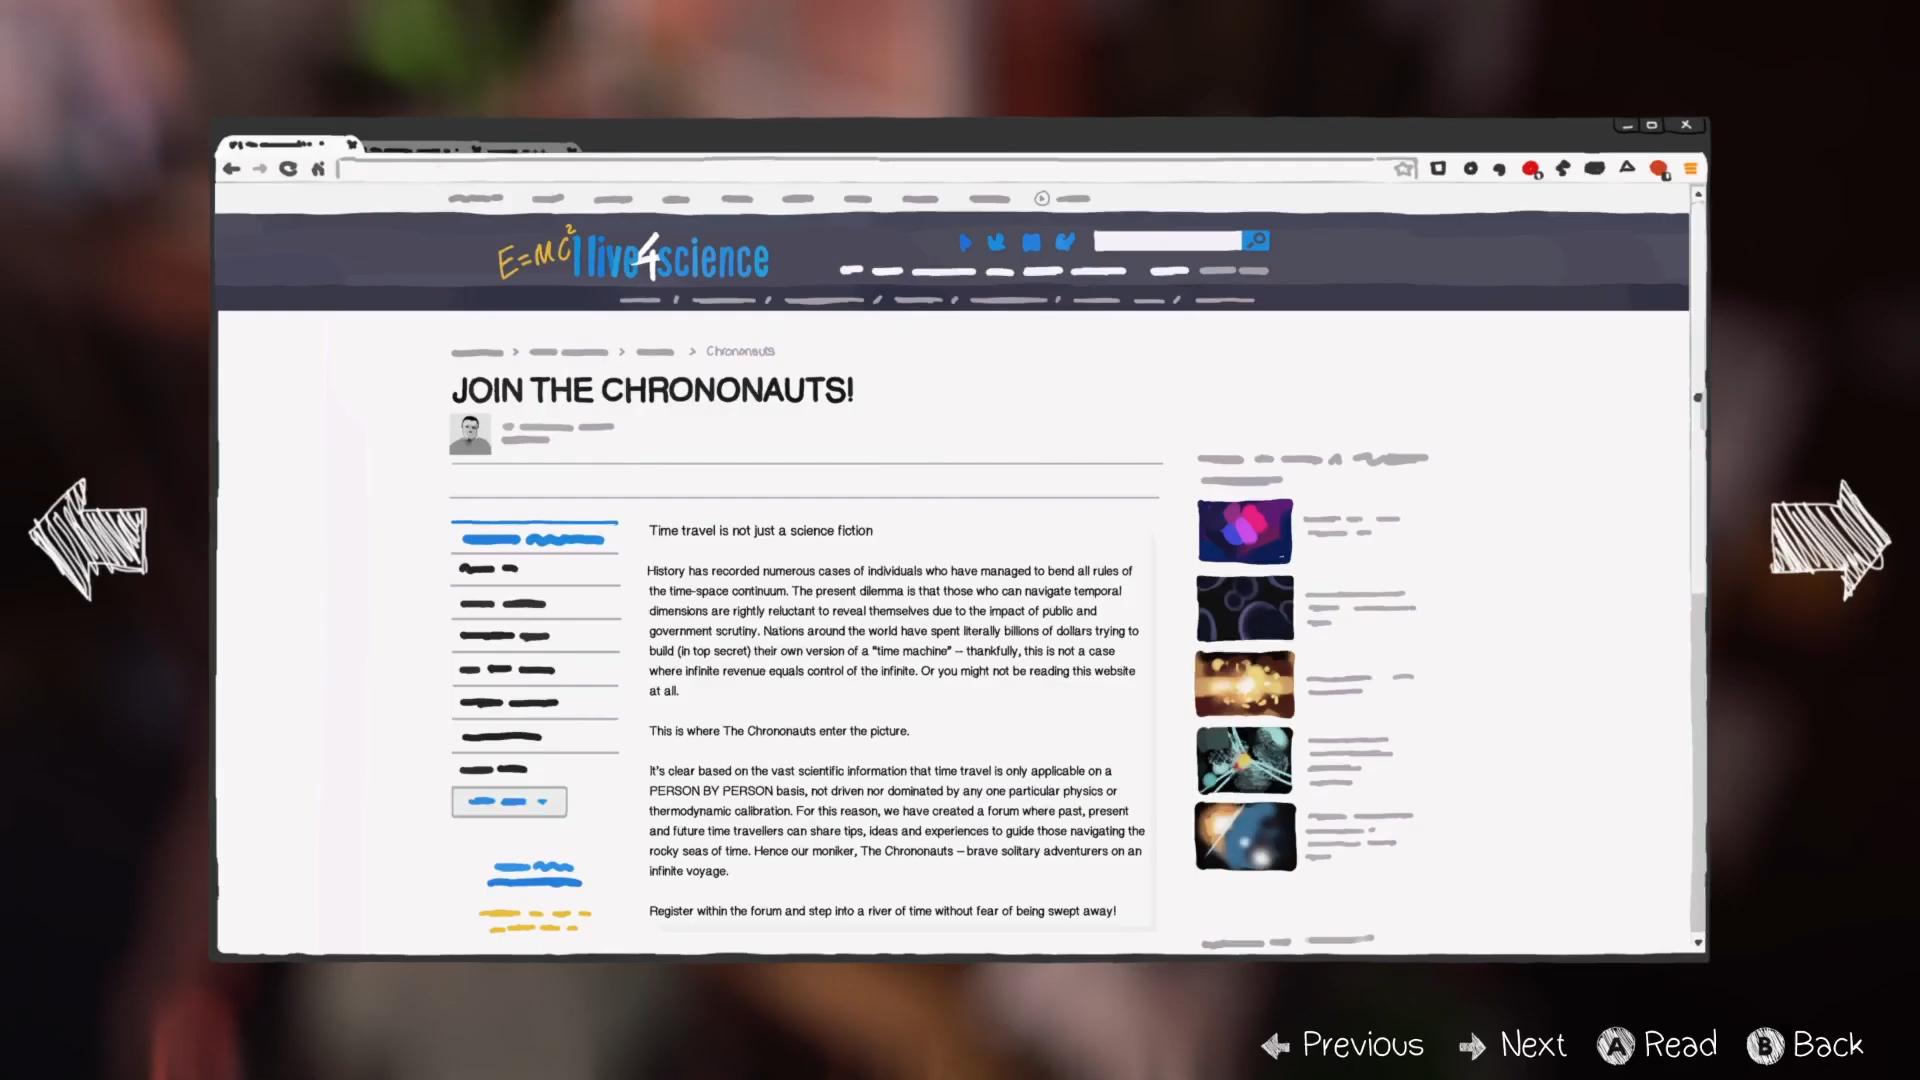 E=MC²
I live4science
Chrononauts
JOIN THE CHRONONAUTS!
Time travel is not just a science fiction
History has recorded numerous cases of individuals who have managed to bend all rules of
the time-space continuum. The present dilemma is that those who can navigate temporal
dimensions are rightly reluctant to reveal themselves due to the impact of public and
government scrutiny. Nations around the world have spent literally billions of dollars trying to
build (in top secret) their own version of a "time machine" – thankfully, this is not a case
where infinite revenue equals control of the infinite. Or you might not be reading this website
at all.
This is where The Chrononauts enter the picture.
It's clear based on the vast scientific information that time travel is only applicable on a
PERSON BY PERSON basis, not driven nor dominated by any one particular physics or
thermodynamic calibration. For this reason, we have created a forum where past, present
and future time travellers can share tips, ideas and experiences to guide those navigating the
rocky seas of time. Hence our moniker, The Chrononauts – brave solitary adventurers on an
infinite voyage.
Register within the forum and step into a river of time without fear of being swept away!
Previous Next A Read B Back